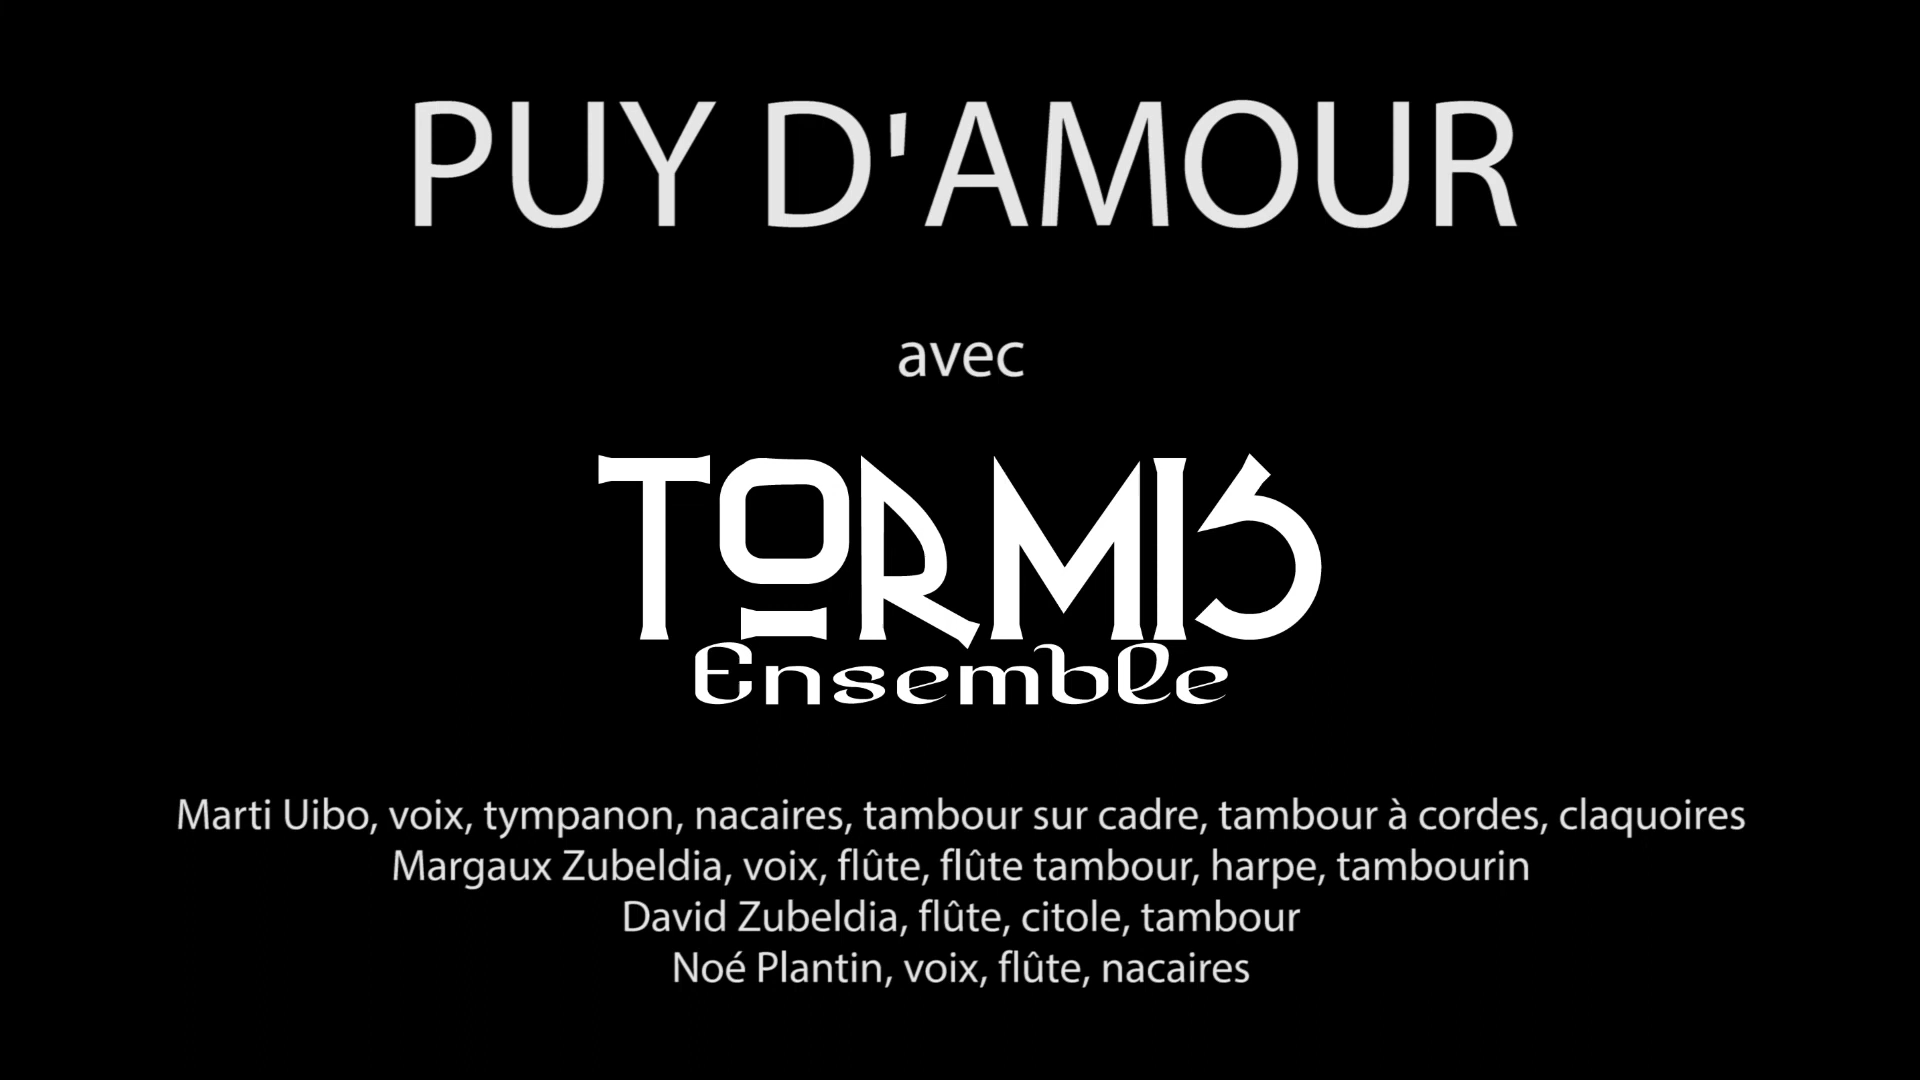 PUY D'AMOUR
avec
TORMIS
Ensemble
Marti Uibo, voix, tympanon, nacaires, tambour sur cadre, tambour à cordes, claquoires
Margaux Zubeldia, voix, flûte, flûte tambour, harpe, tambourin
David Zubeldia, flûte, citole, tambour
Noé Plantin, voix, flûte, nacaires